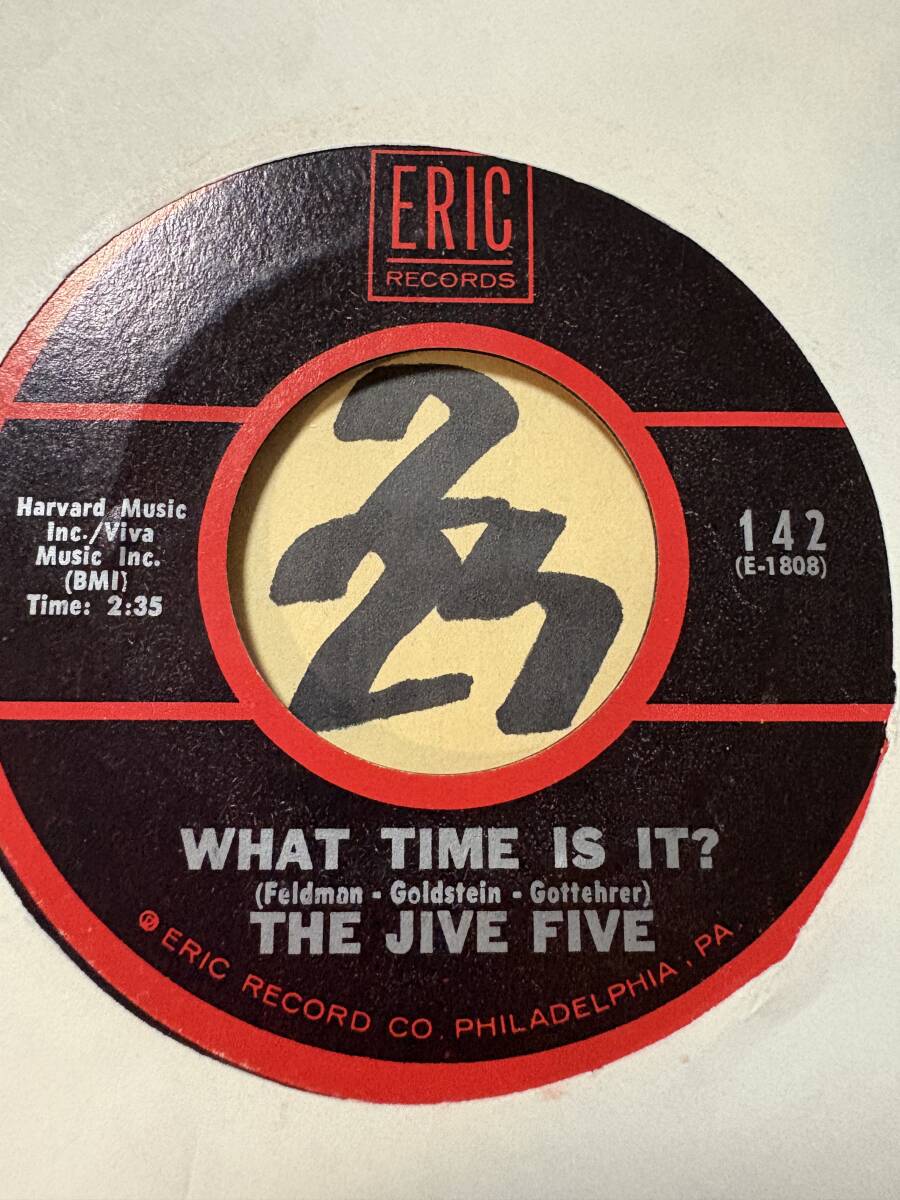 ERIC
RECORDS
Harvard Music
Inc./Viva
Music Inc.
(BMI)
Time: 2:35
142
(E-1808)
WHAT TIME IS IT?
(Feldman - Goldstein - Gottehrer)
THE JIVE FIVE
℗ ERIC RECORD CO. PHILADELPHIA, PA.